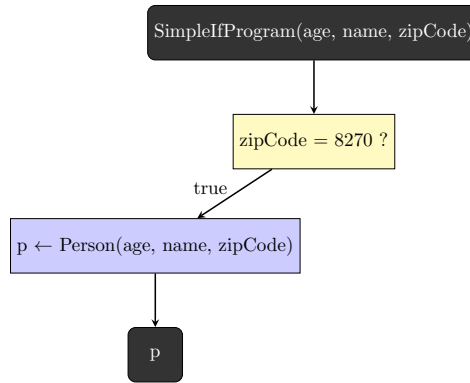 SimpleIfProgram(age, name, zipCode)
zipCode = 8270 ?
true
p ← Person(age, name, zipCode)
p